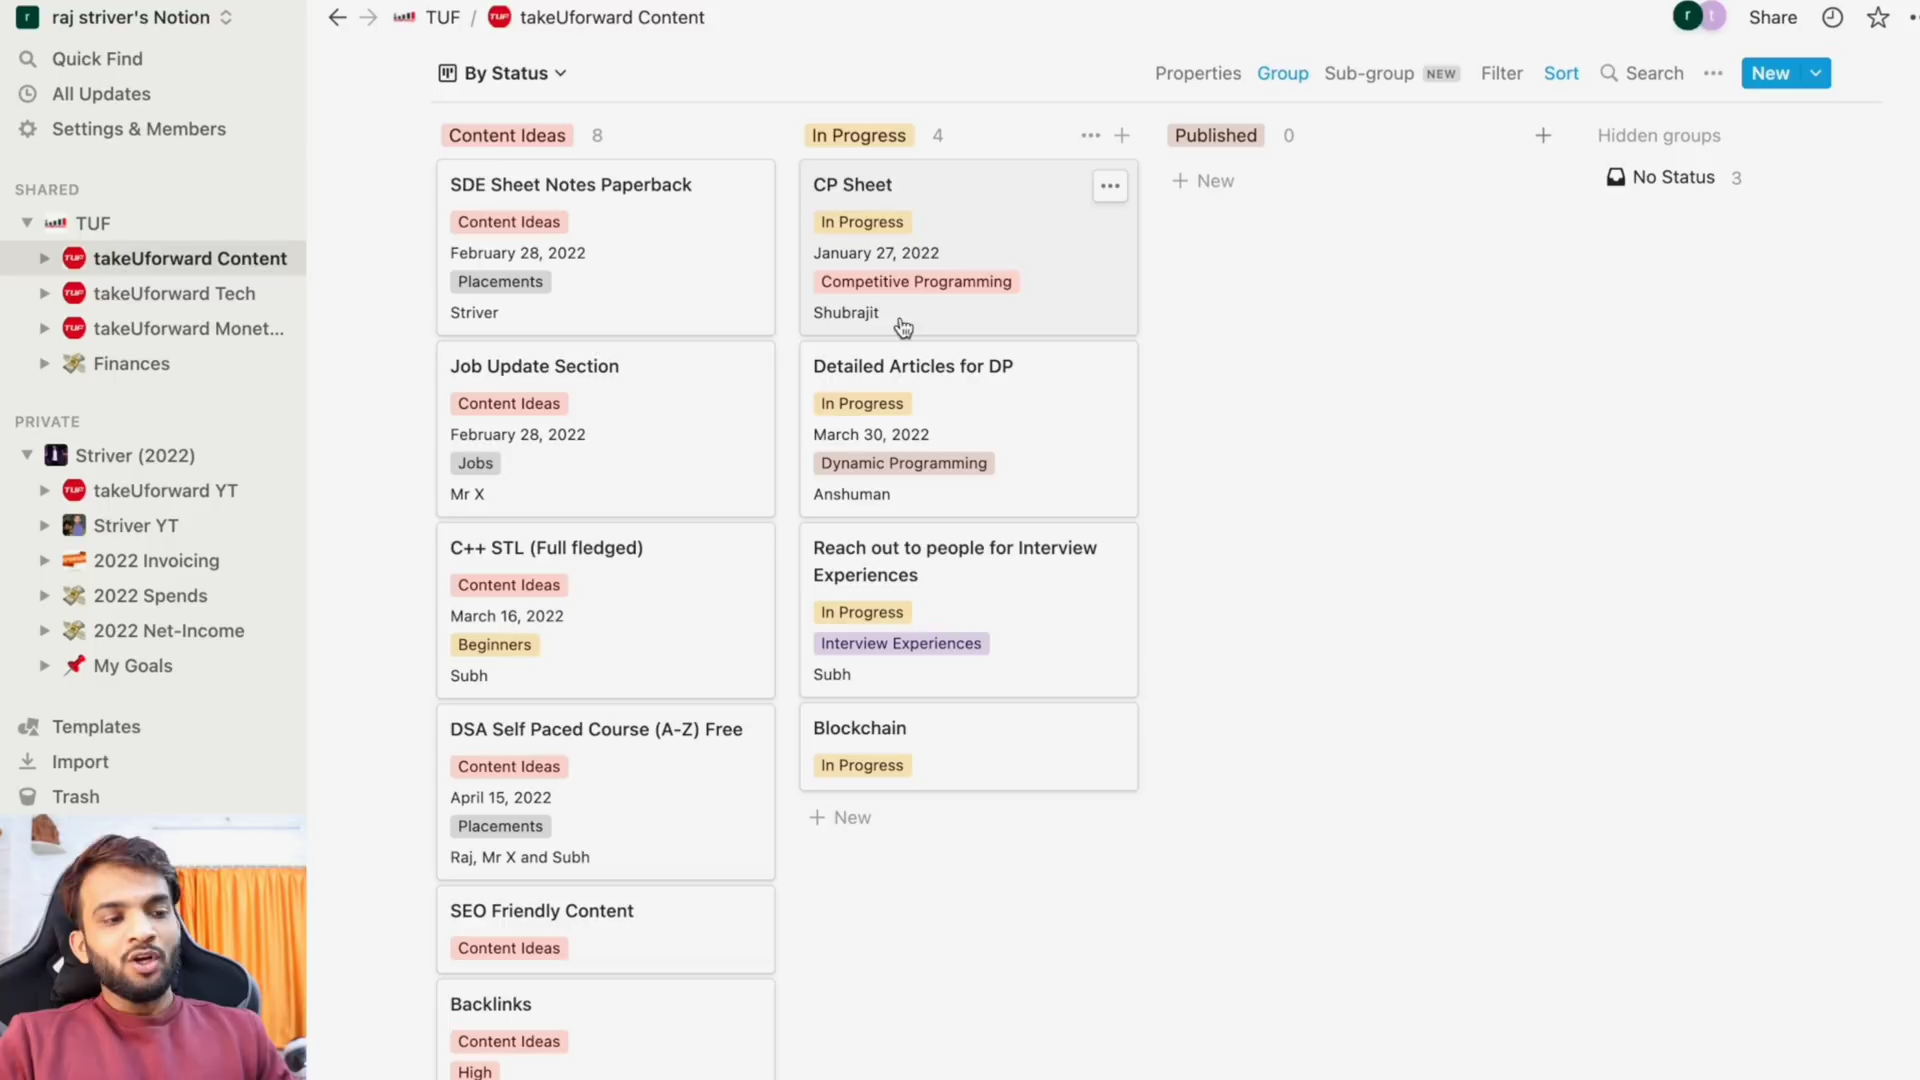 r raj striver's Notion
Quick Find
All Updates
Settings & Members
SHARED
TUF
TUF takeUforward Content
TUF takeUforward Tech
TUF takeUforward Monet...
Finances
PRIVATE
Striver (2022)
TUF takeUforward YT
Striver YT
2022 Invoicing
2022 Spends
2022 Net-Income
My Goals
Templates
Import
Trash
TUF / TUF takeUforward Content
r t Share
By Status
Properties Group Sub-group NEW Filter Sort Search ••• New
Content Ideas 8
SDE Sheet Notes Paperback
Content Ideas
February 28, 2022
Placements
Striver
Job Update Section
Content Ideas
February 28, 2022
Jobs
Mr X
C++ STL (Full fledged)
Content Ideas
March 16, 2022
Beginners
Subh
DSA Self Paced Course (A-Z) Free
Content Ideas
April 15, 2022
Placements
Raj, Mr X and Subh
SEO Friendly Content
Content Ideas
Backlinks
Content Ideas
High
In Progress 4 ••• +
CP Sheet •••
In Progress
January 27, 2022
Competitive Programming
Shubrajit
Detailed Articles for DP
In Progress
March 30, 2022
Dynamic Programming
Anshuman
Reach out to people for Interview
Experiences
In Progress
Interview Experiences
Subh
Blockchain
In Progress
+ New
Published 0 +
+ New
Hidden groups
No Status 3